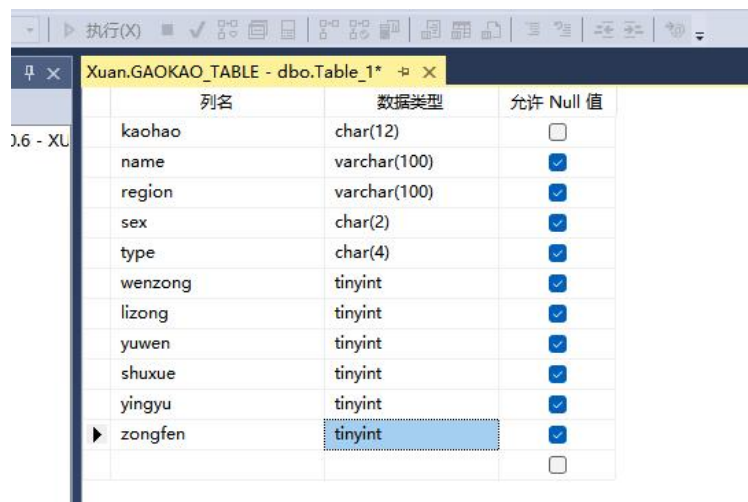 执行(X)
Xuan.GAOKAO_TABLE - dbo.Table_1*
0.6 - XU
列名 数据类型 允许 Null 值
kaohao char(12)
name varchar(100)
region varchar(100)
sex char(2)
type char(4)
wenzong tinyint
lizong tinyint
yuwen tinyint
shuxue tinyint
yingyu tinyint
zongfen tinyint